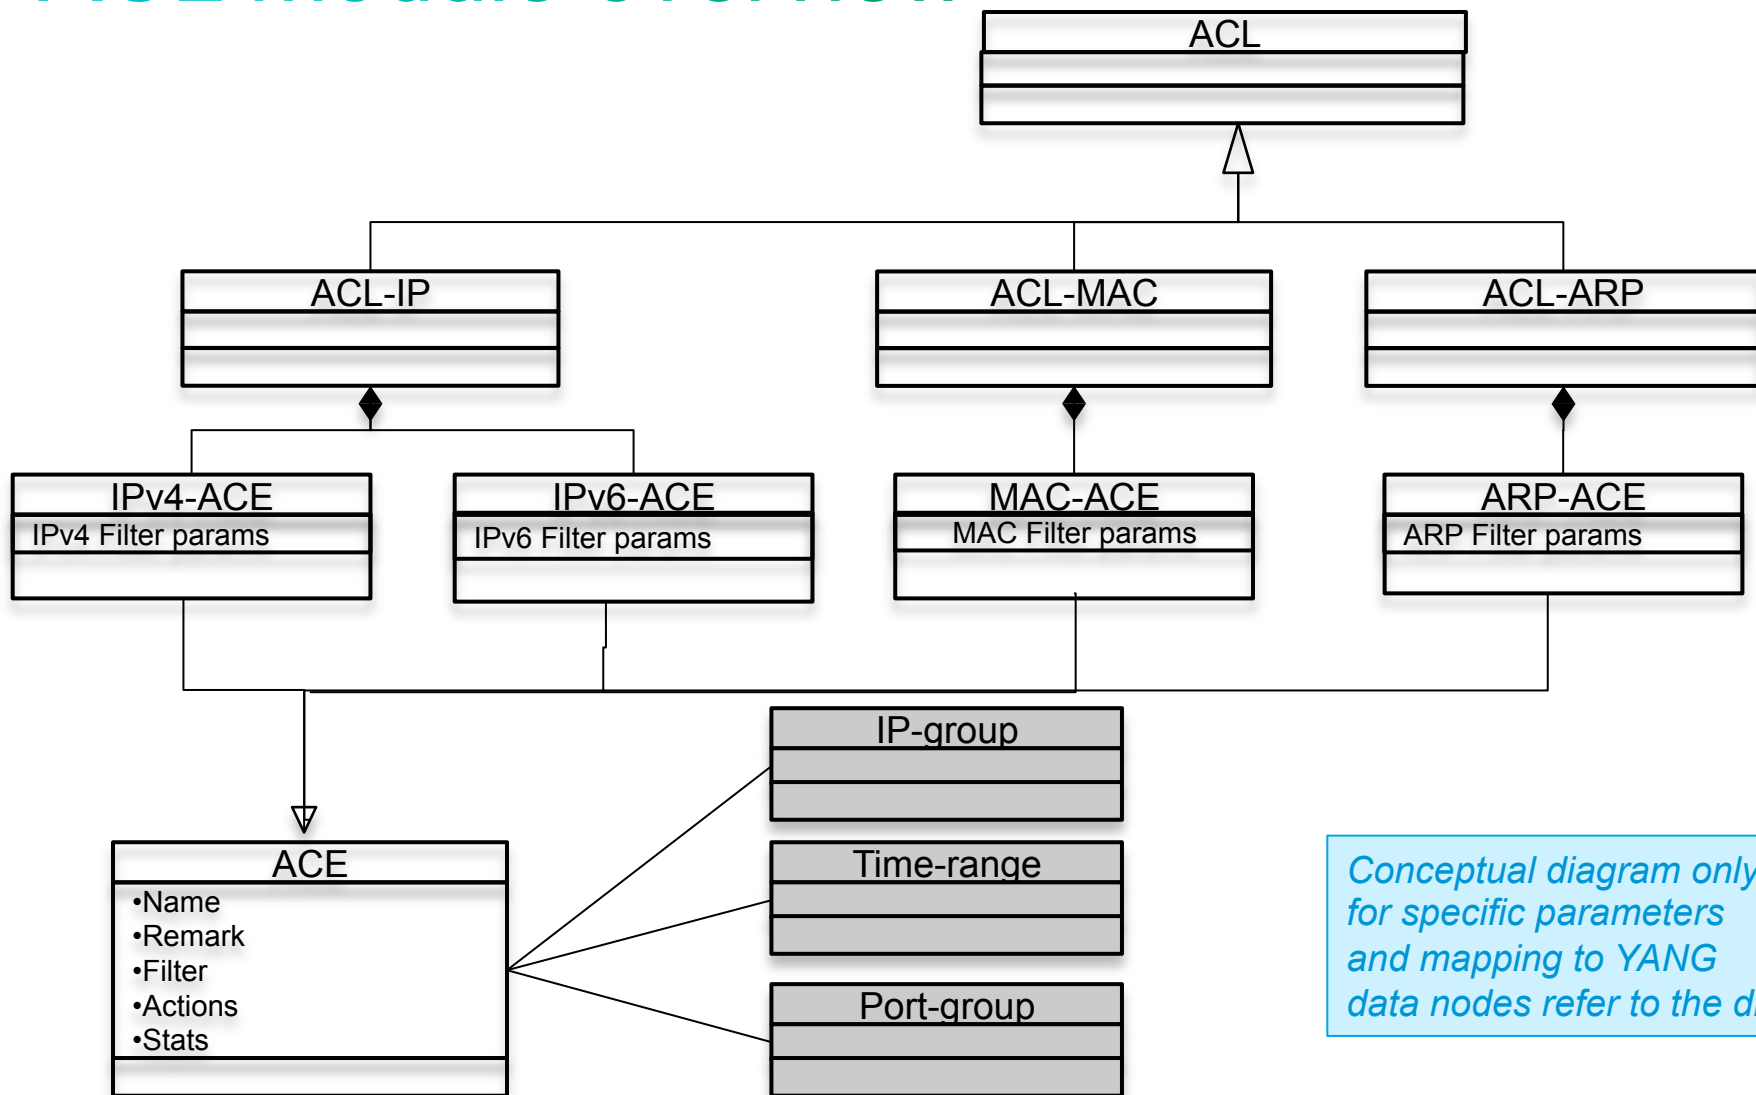 ACL
ACL-IP
ACL-MAC
ACL-ARP
IPv4-ACE
IPv4 Filter params
IPv6-ACE
IPv6 Filter params
MAC-ACE
MAC Filter params
ARP-ACE
ARP Filter params
IP-group
Time-range
Port-group
ACE
•Name
•Remark
•Filter
•Actions
•Stats
Conceptual diagram only
for specific parameters
and mapping to YANG
data nodes refer to the